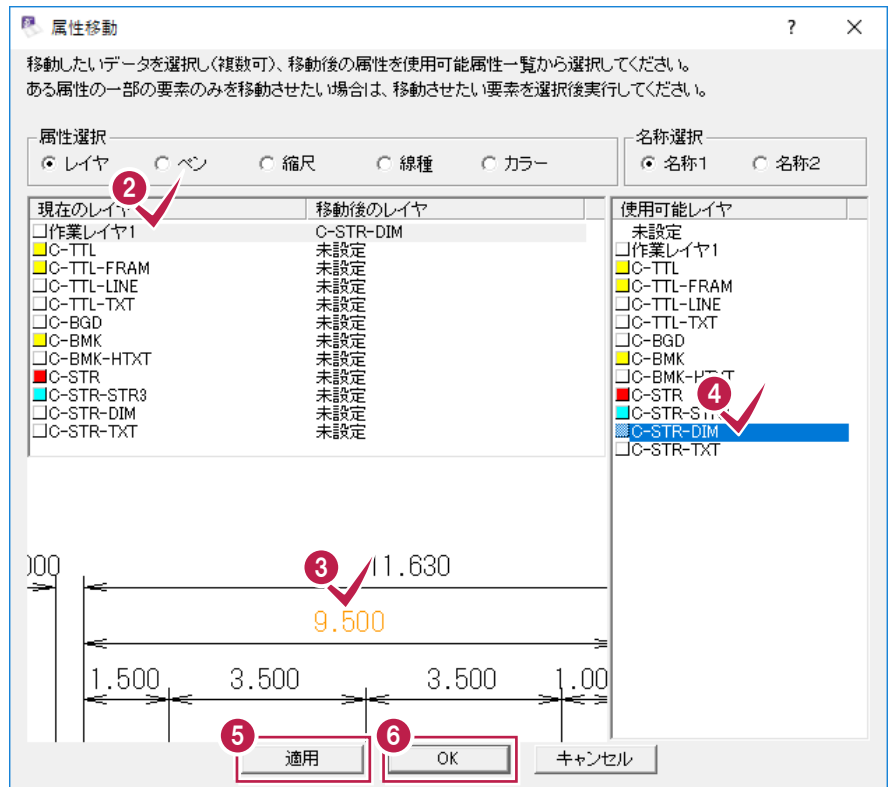 属性移動 ? ×
移動したいデータを選択し(複数可)、移動後の属性を使用可能属性一覧から選択してください。
ある属性の一部の要素のみを移動させたい場合は、移動させたい要素を選択後実行してください。
属性選択
レイヤ ペン 縮尺 線種 カラー
名称選択
名称1 名称2
2
現在のレイヤ 移動後のレイヤ
作業レイヤ1 C-STR-DIM
C-TTL 未設定
C-TTL-FRAM 未設定
C-TTL-LINE 未設定
C-TTL-TXT 未設定
C-BGD 未設定
C-BMK 未設定
C-BMK-HTXT 未設定
C-STR 未設定
C-STR-STR3 未設定
C-STR-DIM 未設定
C-STR-TXT 未設定
使用可能レイヤ
未設定
作業レイヤ1
C-TTL
C-TTL-FRAM
C-TTL-LINE
C-TTL-TXT
C-BGD
C-BMK
C-BMK-HTXT
C-STR
4
C-STR-STR3
C-STR-DIM
C-STR-TXT
000 3 11.630
9.500
1.500 3.500 3.500 1.00
5 6
適用 OK キャンセル